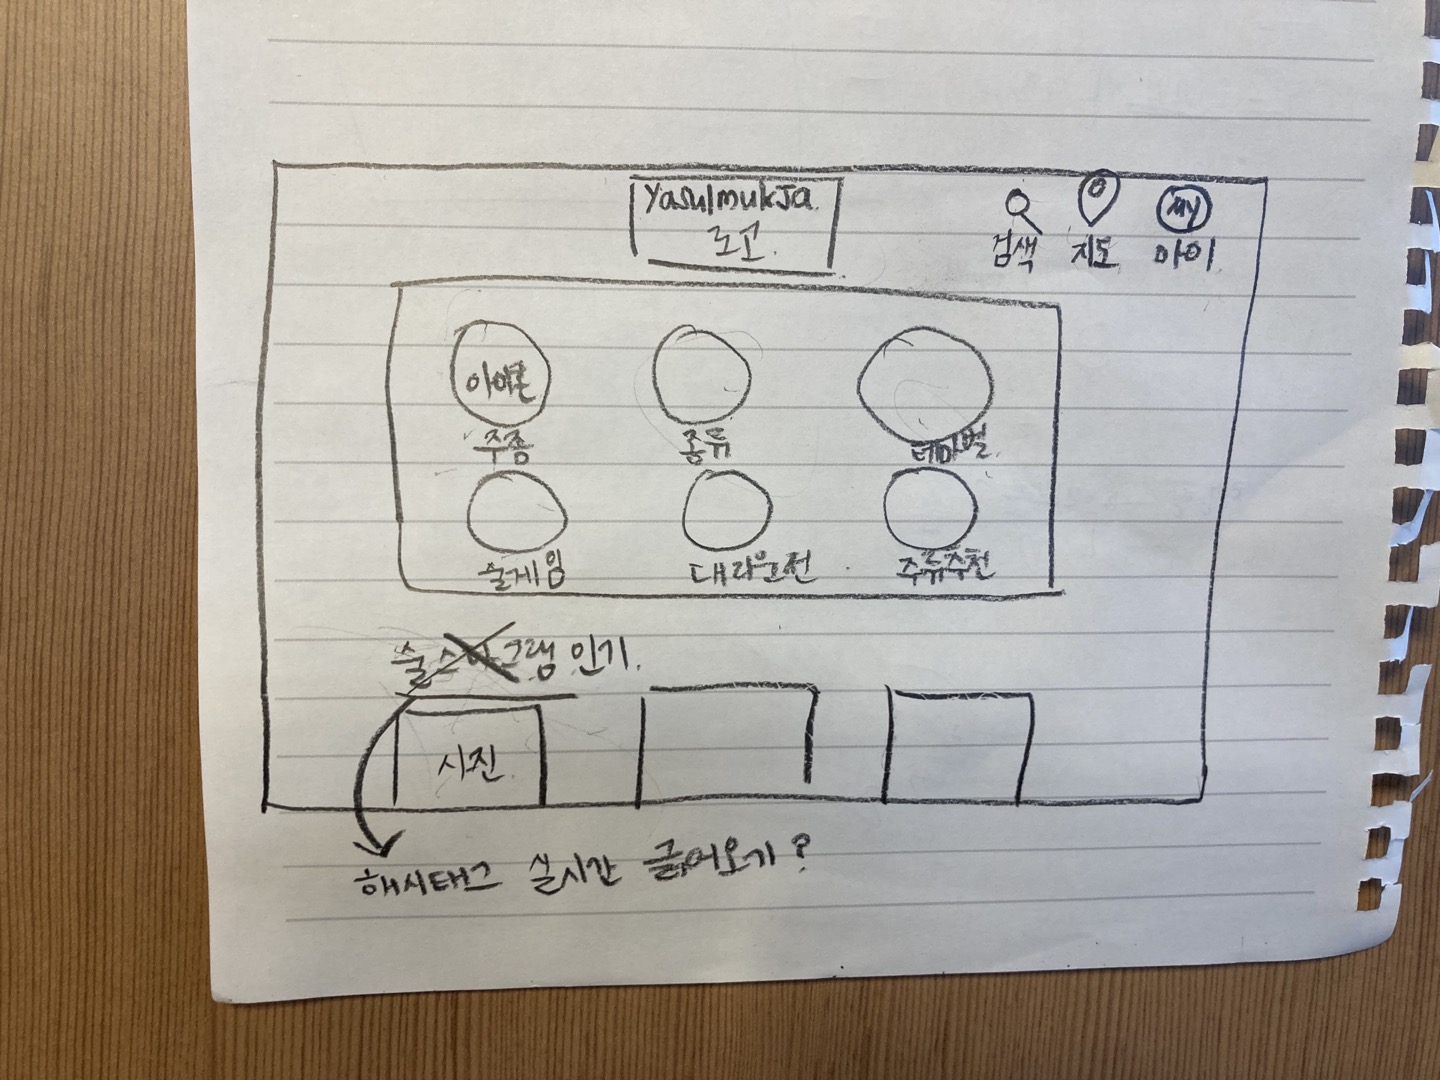 Yasulmukja
로고.
MY
검색 지도 마이
아이콘
주종 종류 테마별.
술게임 대리운전 주류추천
술스타그램 인기.
사진
해시태그 실시간 긁어오기?